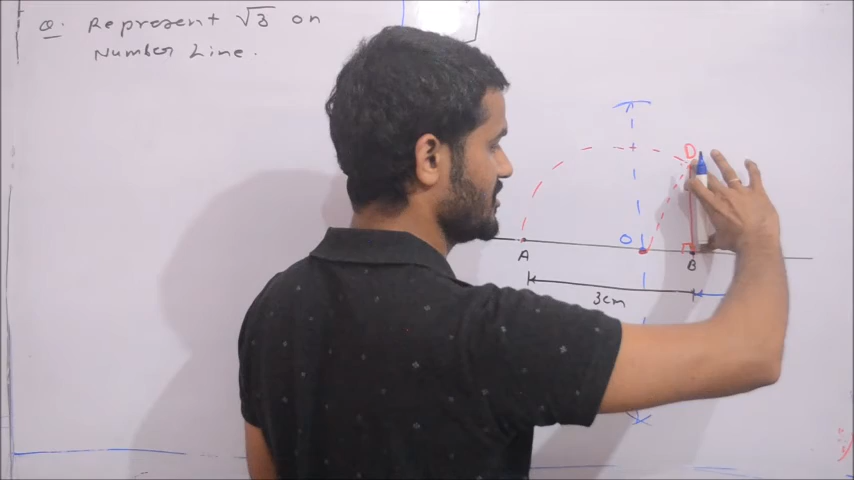 Q. Represent √3 on
Number Line.
D
O
A
B
3cm